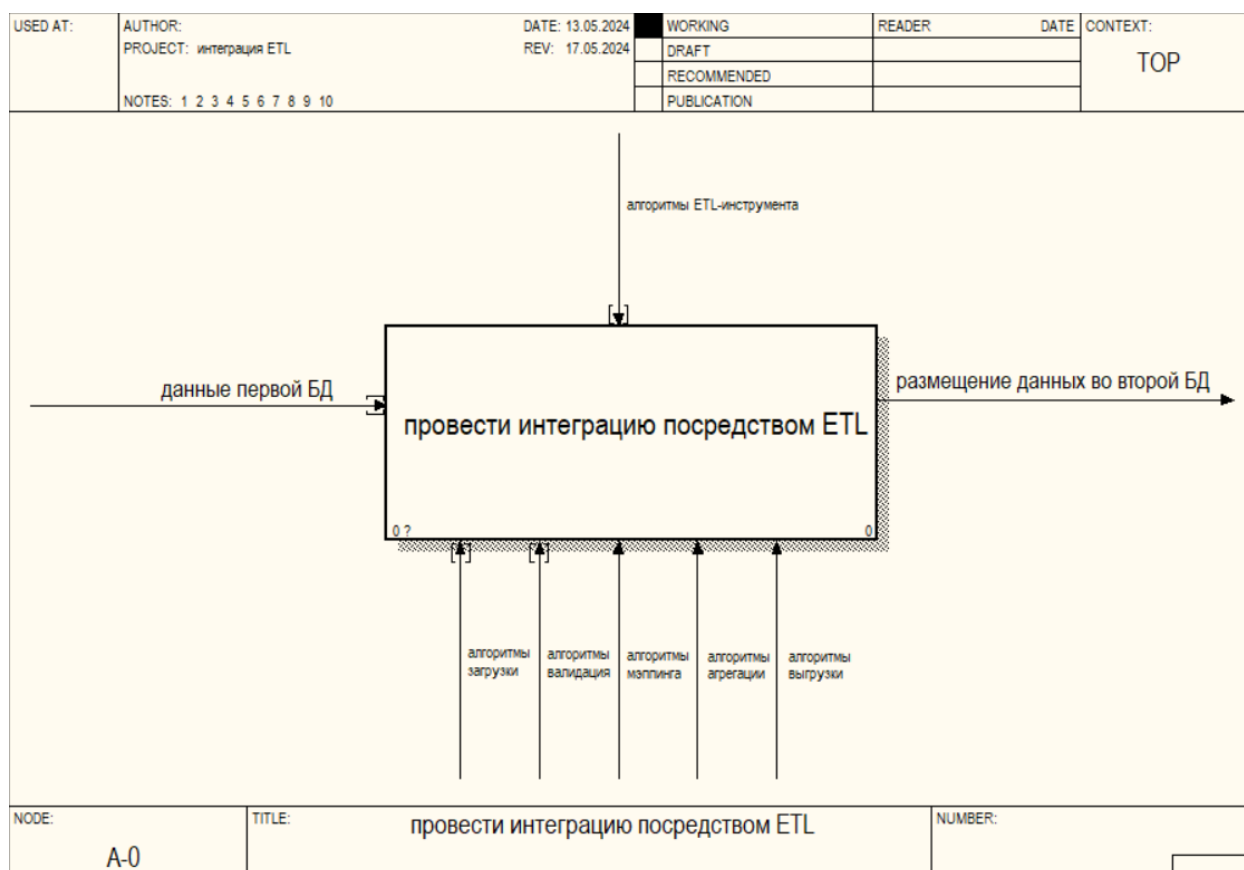 USED AT:
AUTHOR:
DATE: 13.05.2024
WORKING
READER
DATE
CONTEXT:
PROJECT: интеграция ETL
REV: 17.05.2024
DRAFT
TOP
RECOMMENDED
NOTES: 1 2 3 4 5 6 7 8 9 10
PUBLICATION
алгоритмы ETL-инструмента
данные первой БД
размещение данных во второй БД
провести интеграцию посредством ETL
0 ?
0
алгоритмы
загрузки
алгоритмы
валидация
алгоритмы
мэппинга
алгоритмы
агрегации
алгоритмы
выгрузки
NODE:
TITLE:
провести интеграцию посредством ETL
NUMBER:
A-0